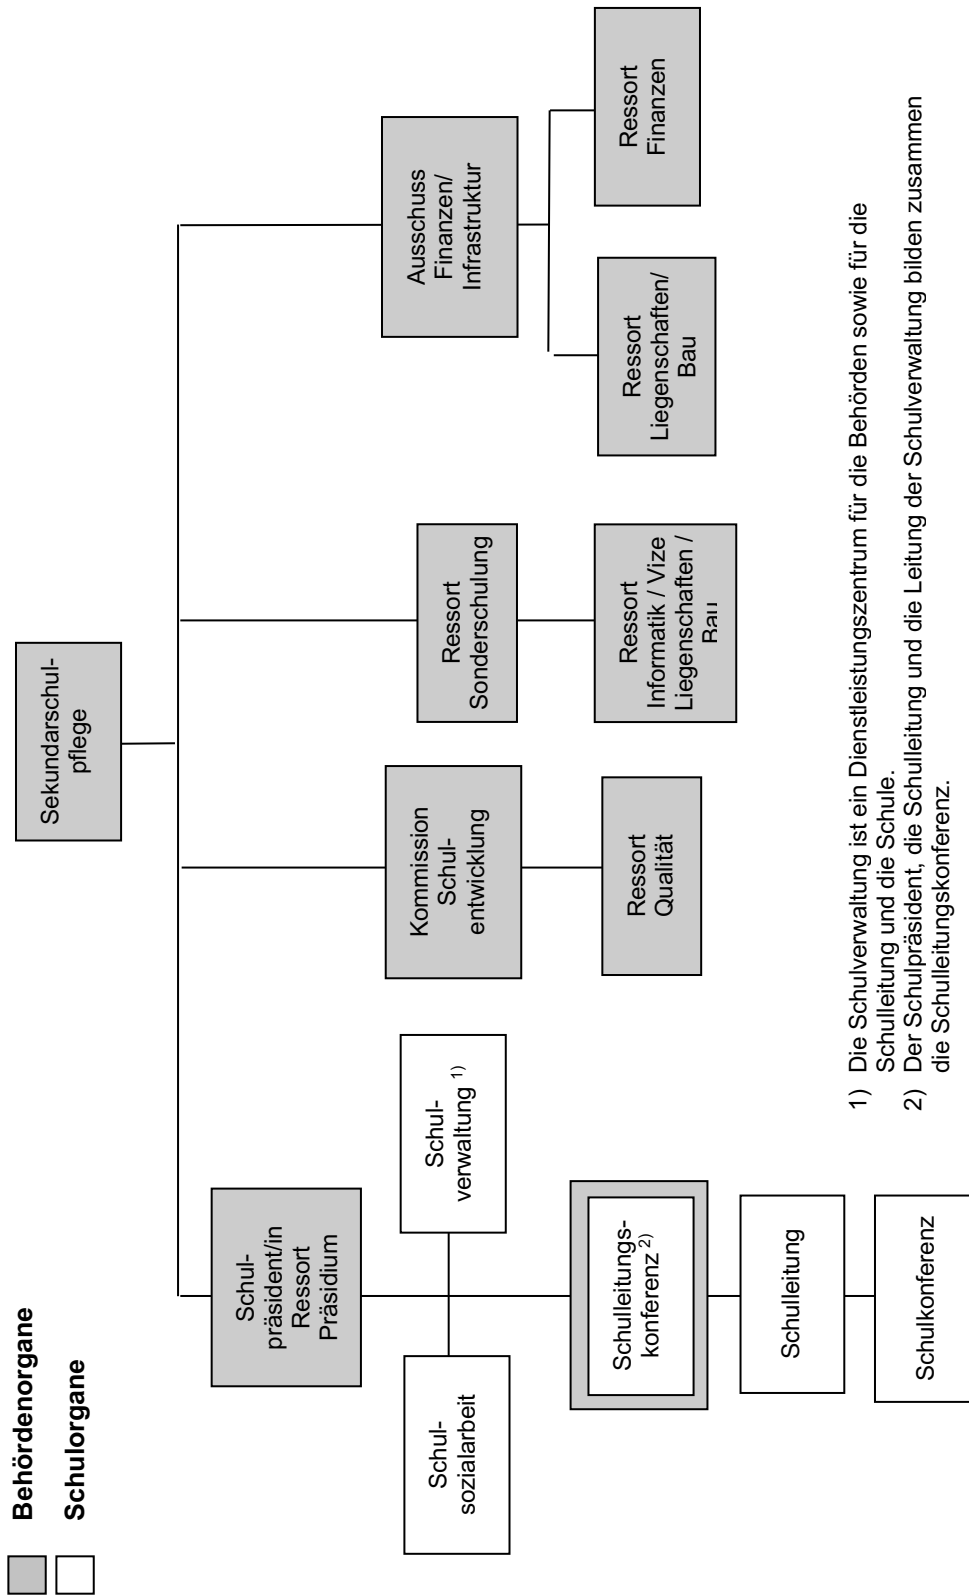 Behördenorgane
Schulorgane
Sekundarschul-
pflege
Schul-
präsident/in
Ressort
Präsidium
Kommission
Schul-
entwicklung
Ressort
Sonderschulung
Ausschuss
Finanzen/
Infrastruktur
Schul-
sozialarbeit
Schul-
verwaltung 1)
Ressort
Qualität
Ressort
Informatik / Vize
Liegenschaften /
Bau
Ressort
Liegenschaften/
Bau
Ressort
Finanzen
Schulleitungs-
konferenz 2)
Schulleitung
Schulkonferenz
1) Die Schulverwaltung ist ein Dienstleistungszentrum für die Behörden sowie für die
Schulleitung und die Schule.
2) Der Schulpräsident, die Schulleitung und die Leitung der Schulverwaltung bilden zusammen
die Schulleitungskonferenz.